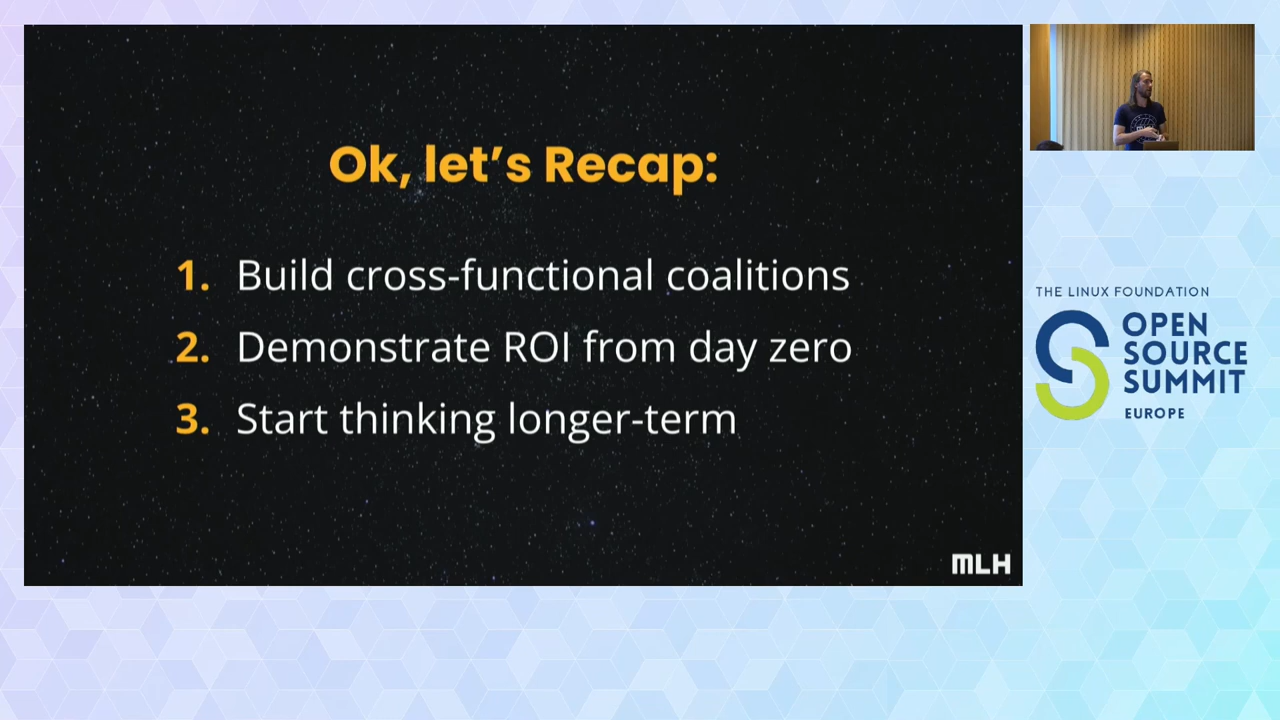 Ok, let’s Recap:
1. Build cross-functional coalitions
2. Demonstrate ROI from day zero
3. Start thinking longer-term
MLH
THE LINUX FOUNDATION
OPEN
SOURCE
SUMMIT
EUROPE